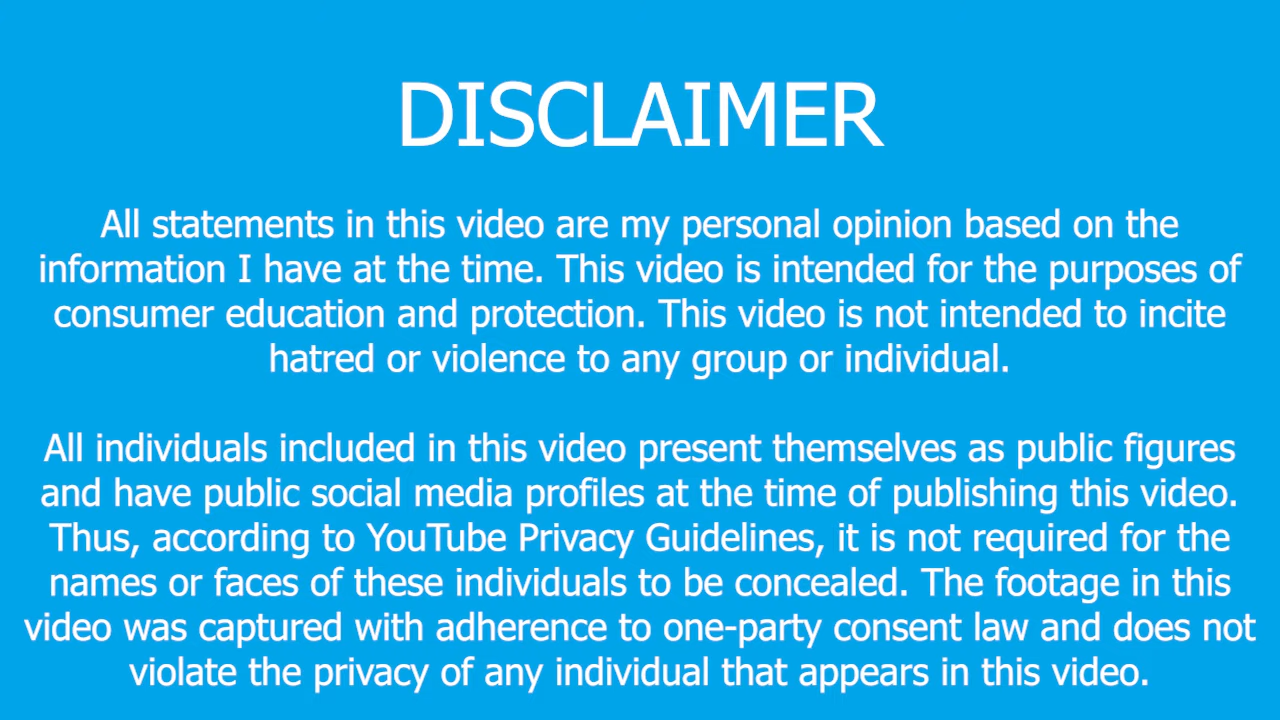 DISCLAIMER
All statements in this video are my personal opinion based on the
information I have at the time. This video is intended for the purposes of
consumer education and protection. This video is not intended to incite
hatred or violence to any group or individual.
All individuals included in this video present themselves as public figures
and have public social media profiles at the time of publishing this video.
Thus, according to YouTube Privacy Guidelines, it is not required for the
names or faces of these individuals to be concealed. The footage in this
video was captured with adherence to one-party consent law and does not
violate the privacy of any individual that appears in this video.